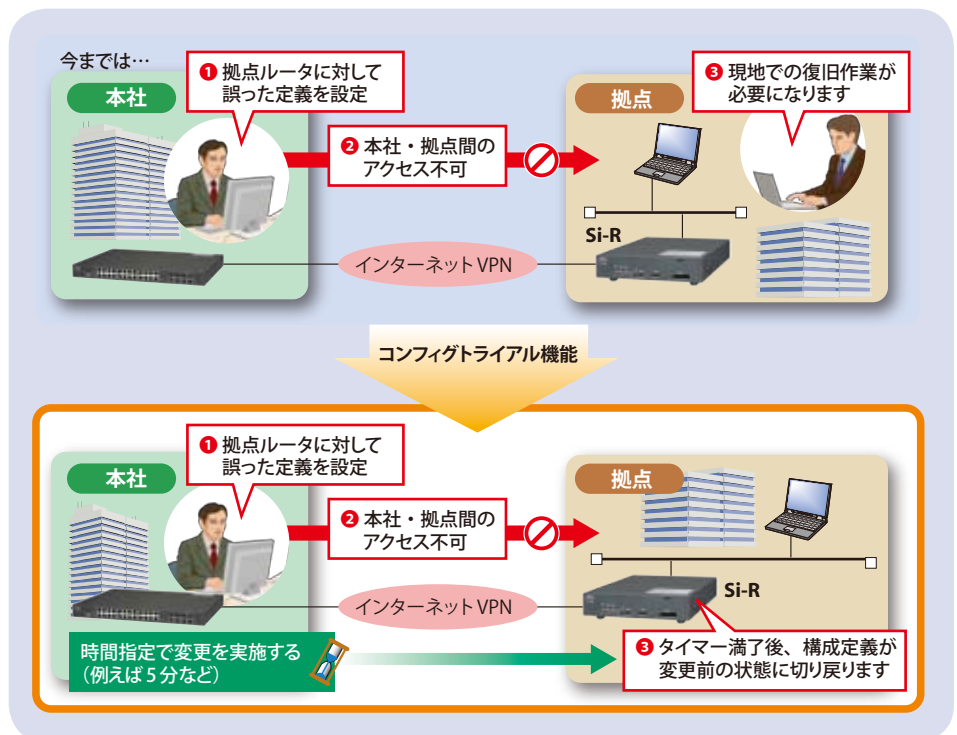 今までは…
本社
❶ 拠点ルータに対して
誤った定義を設定
❷ 本社・拠点間の
アクセス不可
拠点
❸ 現地での復旧作業が
必要になります
Si-R
インターネット VPN
コンフィグトライアル機能
本社
❶ 拠点ルータに対して
誤った定義を設定
❷ 本社・拠点間の
アクセス不可
拠点
インターネット VPN
Si-R
時間指定で変更を実施する
（例えば 5 分など）
❸ タイマー満了後、構成定義が
変更前の状態に切り戻ります